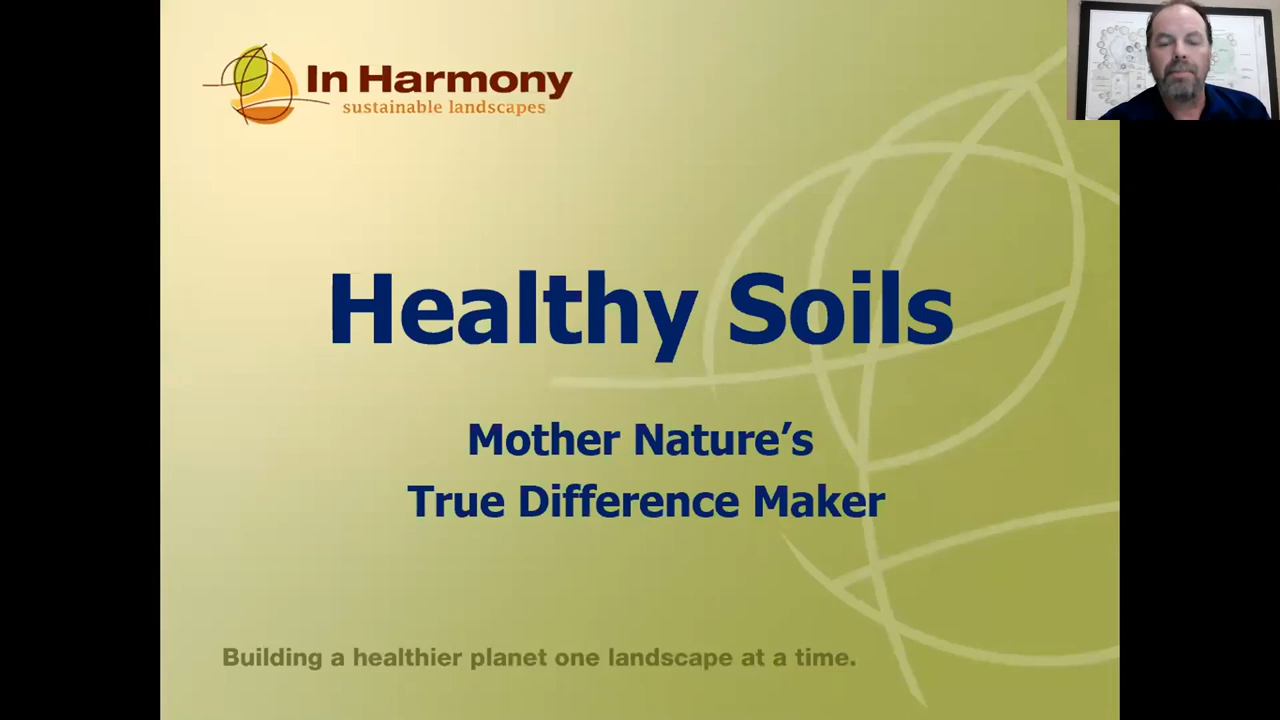 In Harmony
sustainable landscapes
Healthy Soils
Mother Nature’s
True Difference Maker
Building a healthier planet one landscape at a time.